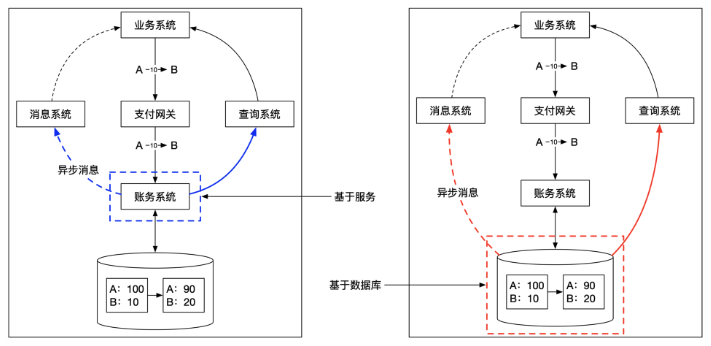 业务系统
A -10→ B
消息系统
支付网关
查询系统
A -10→ B
异步消息
账务系统
基于服务
A：100
B：10
A：90
B：20
业务系统
A -10→ B
消息系统
支付网关
查询系统
A -10→ B
异步消息
账务系统
基于数据库
A：100
B：10
A：90
B：20